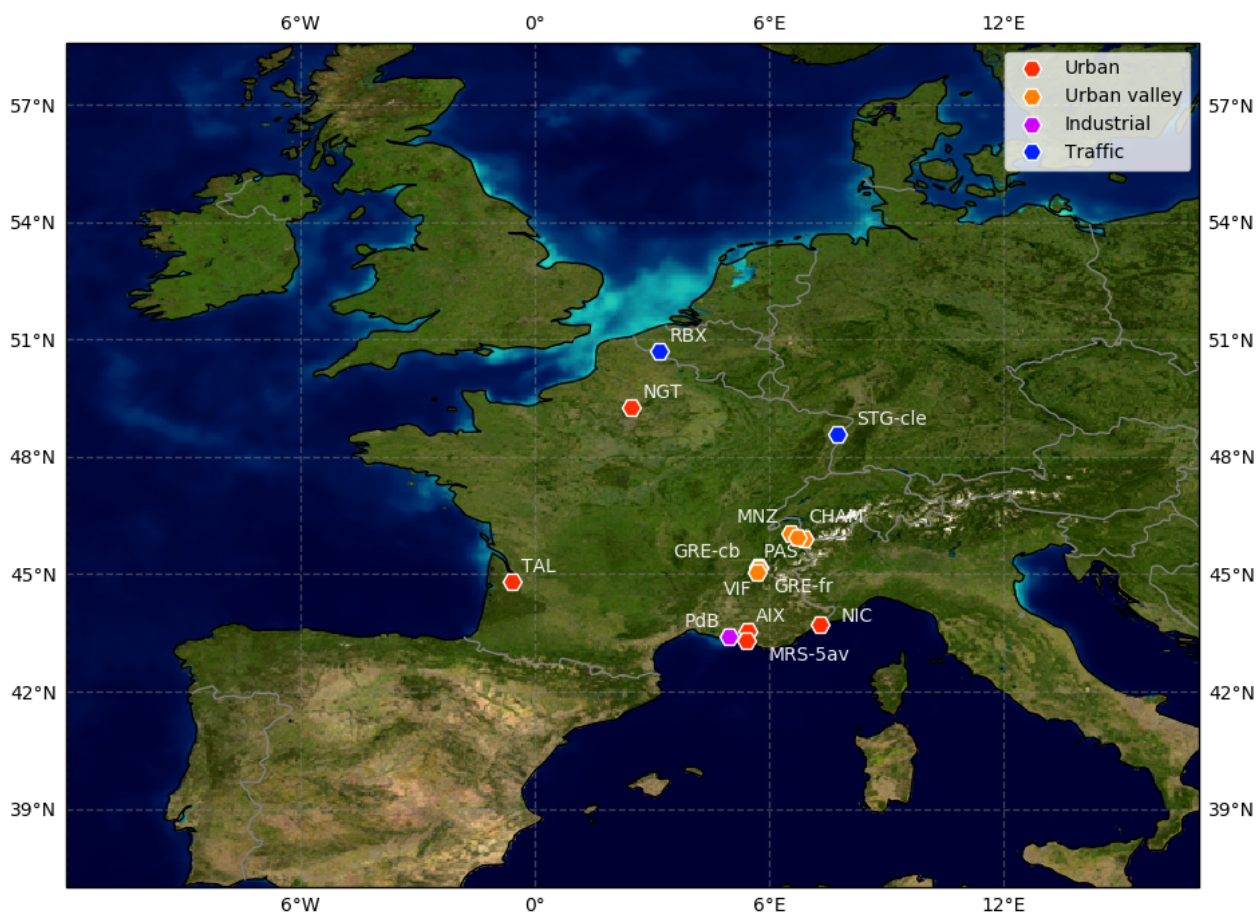 6°W 0° 6°E 12°E
Urban
Urban valley
Industrial
Traffic
57°N 57°N
54°N 54°N
51°N 51°N
RBX
NGT
STG-cle
48°N 48°N
MNZ CHAM
GRE-cb PAS
45°N TAL 45°N
VIF GRE-fr
PdB AIX NIC
MRS-5av
42°N 42°N
39°N 39°N
6°W 0° 6°E 12°E